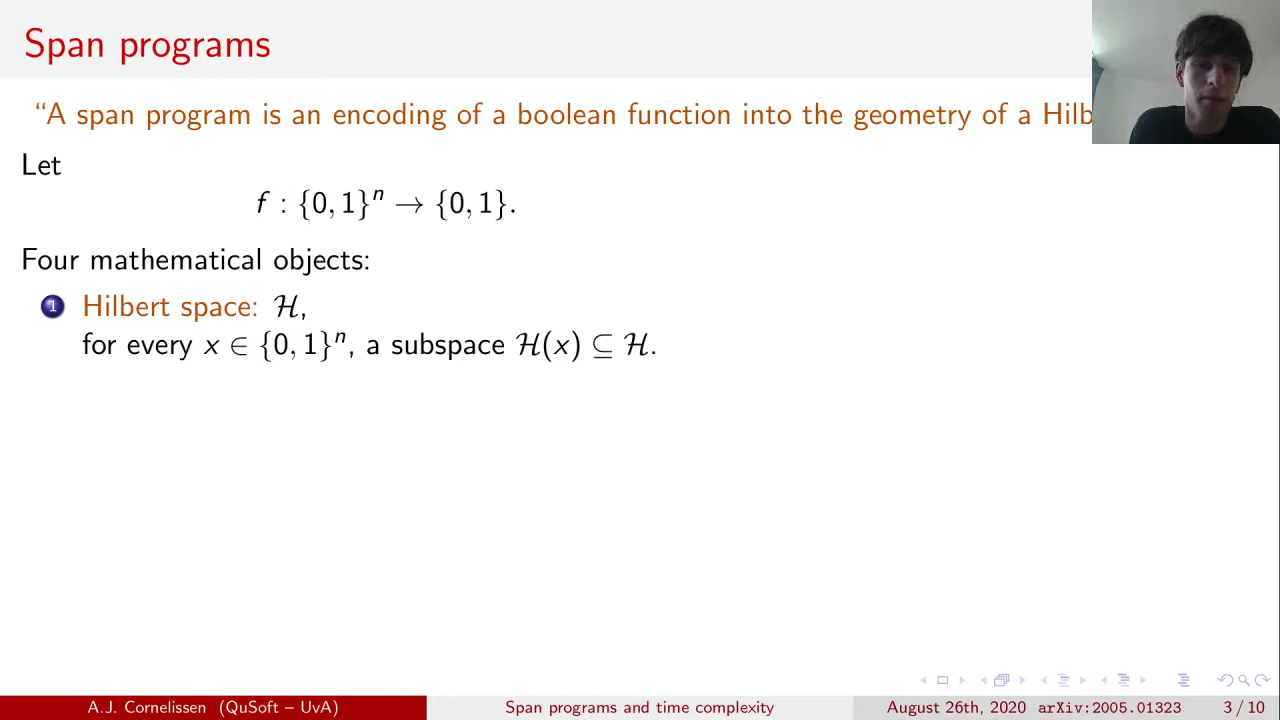 Span programs
“A span program is an encoding of a boolean function into the geometry of a
Let
f : {0, 1}ⁿ → {0, 1}.
Four mathematical objects:
1 Hilbert space: ℋ,
for every x ∈ {0, 1}ⁿ, a subspace ℋ(x) ⊆ ℋ.
A.J. Cornelissen (QuSoft – UvA) Span programs and time complexity August 26th, 2020 arXiv:2005.01323 3 / 10